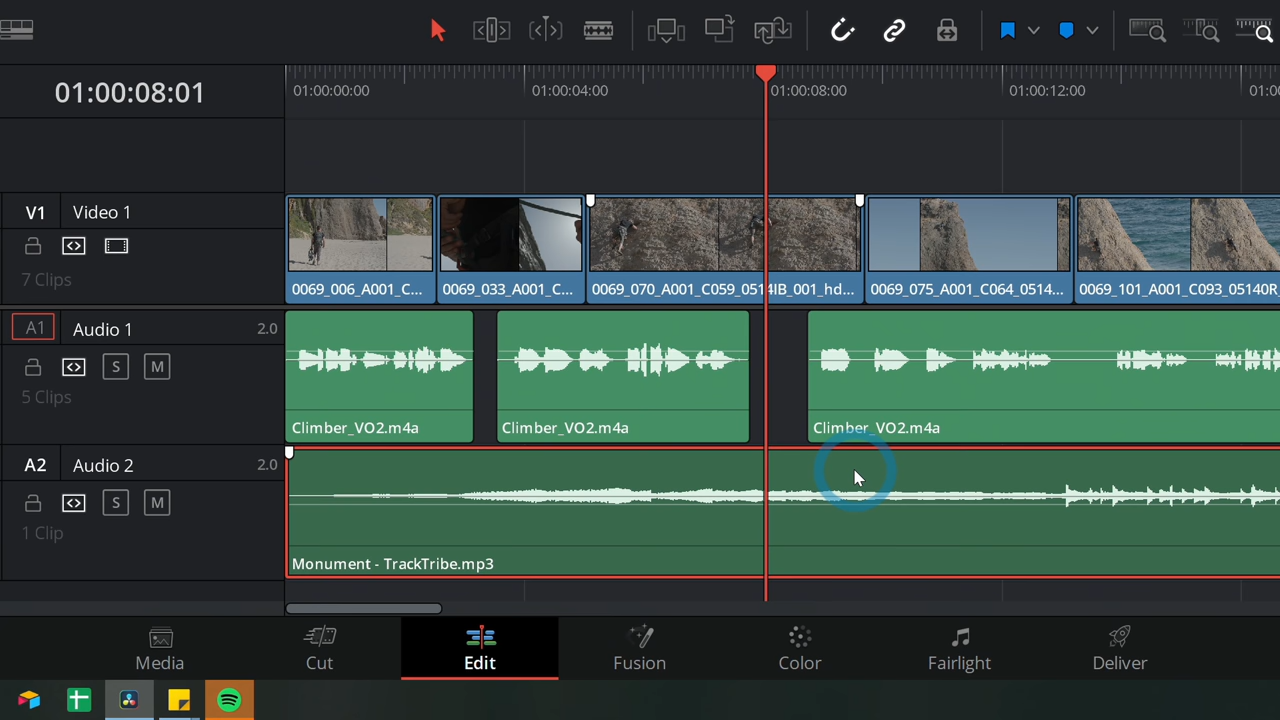 01:00:08:01
01:00:00:00
01:00:04:00
01:00:08:00
01:00:12:00
01:00
V1
Video 1
7 Clips
0069_006_A001_C...
0069_033_A001_C...
0069_070_A001_C059_0514IB_001_hd...
0069_075_A001_C064_0514...
0069_101_A001_C093_05140R_
A1
Audio 1
2.0
S
M
5 Clips
Climber_VO2.m4a
Climber_VO2.m4a
Climber_VO2.m4a
A2
Audio 2
2.0
S
M
1 Clip
Monument - TrackTribe.mp3
Media
Cut
Edit
Fusion
Color
Fairlight
Deliver